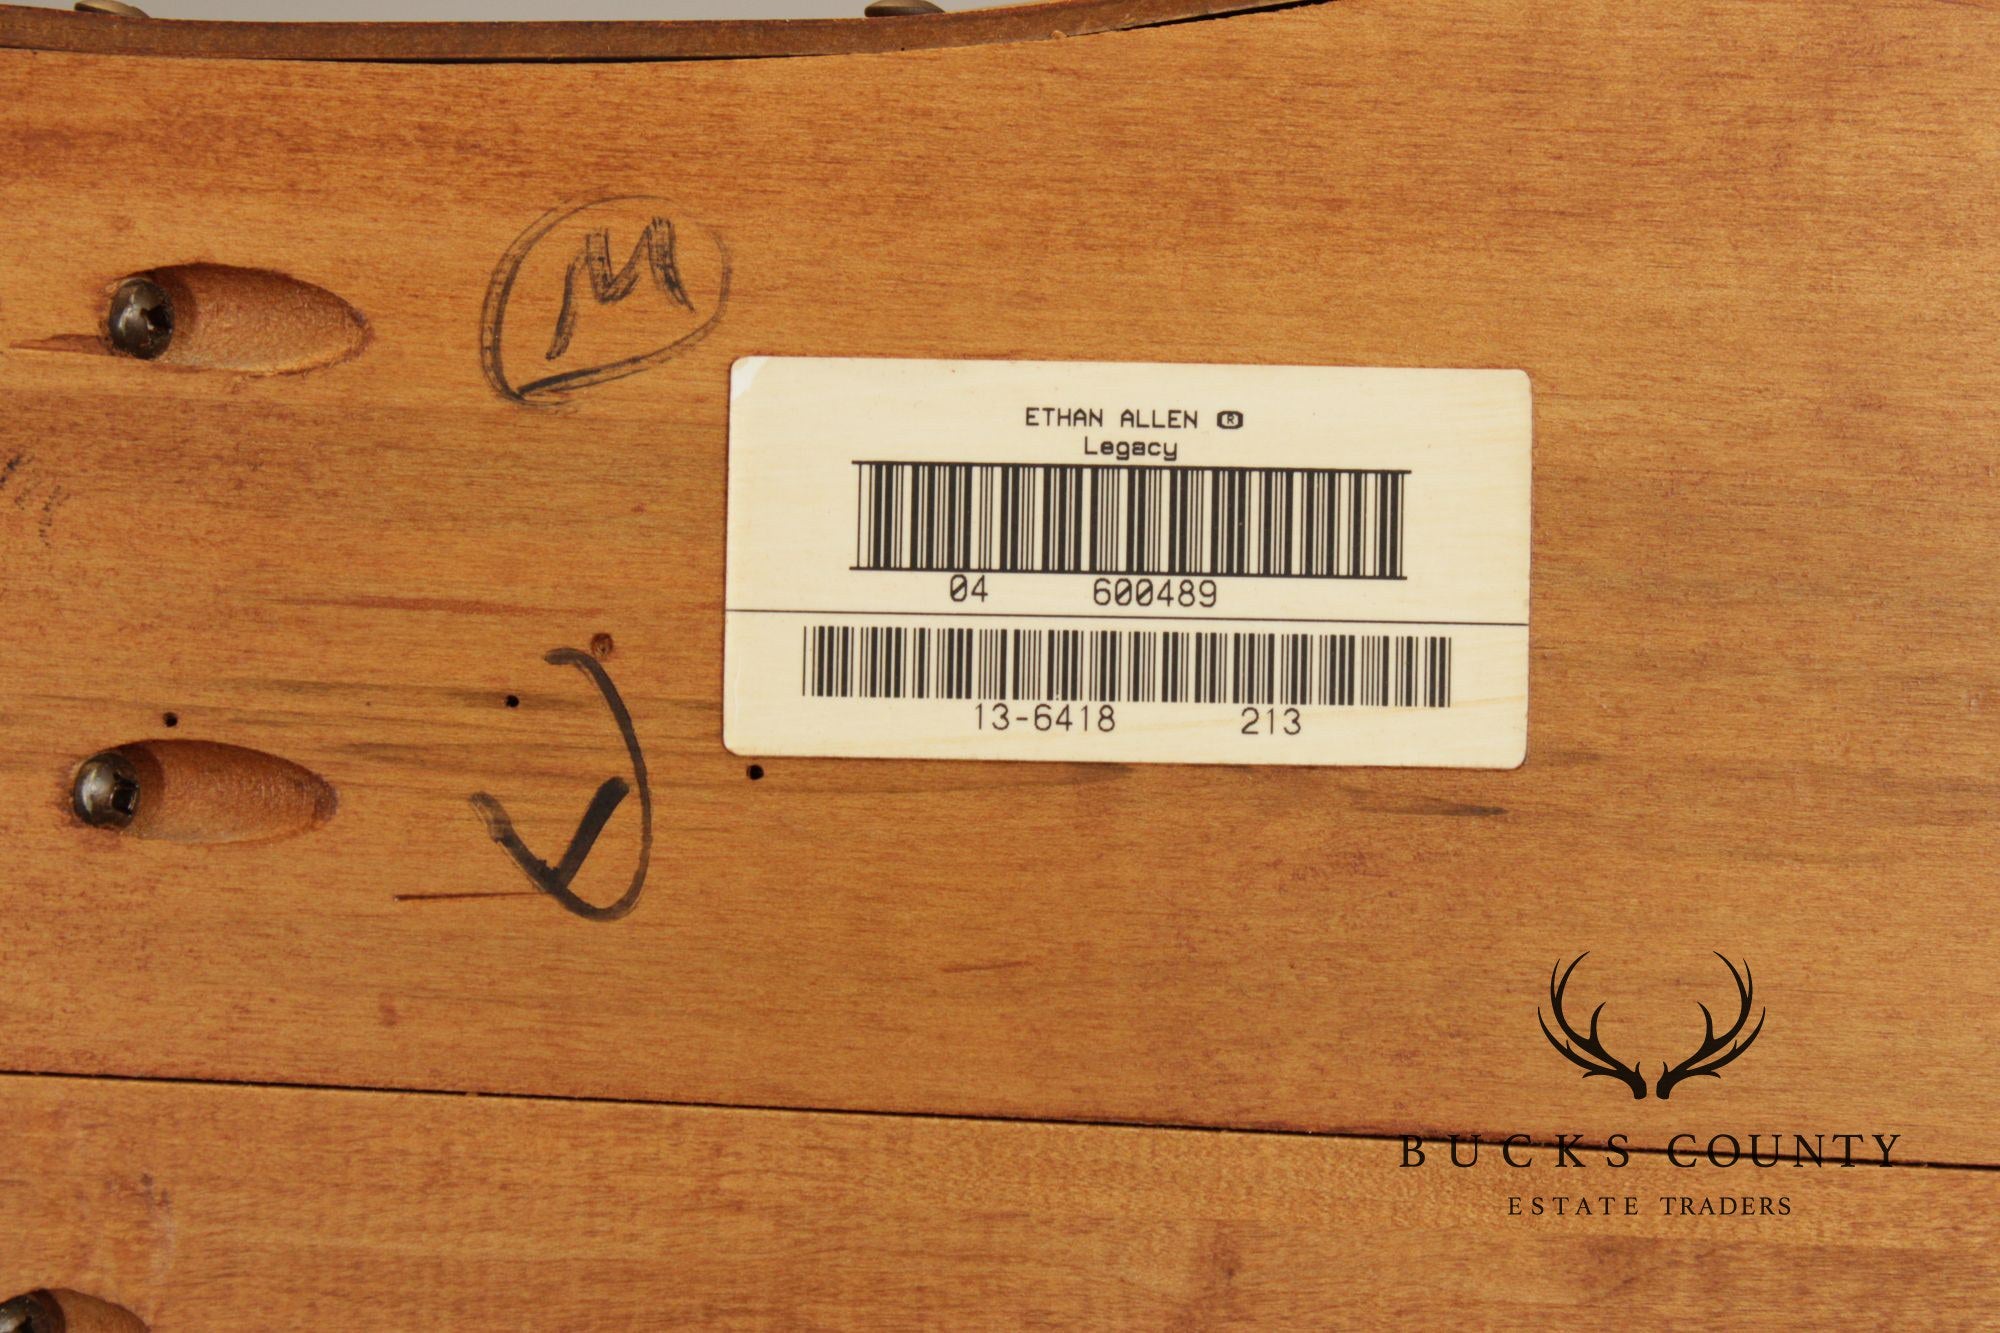 M
ETHAN ALLEN ®
Legacy
04 600489
13-6418 213
BUCKS COUNTY
ESTATE TRADERS